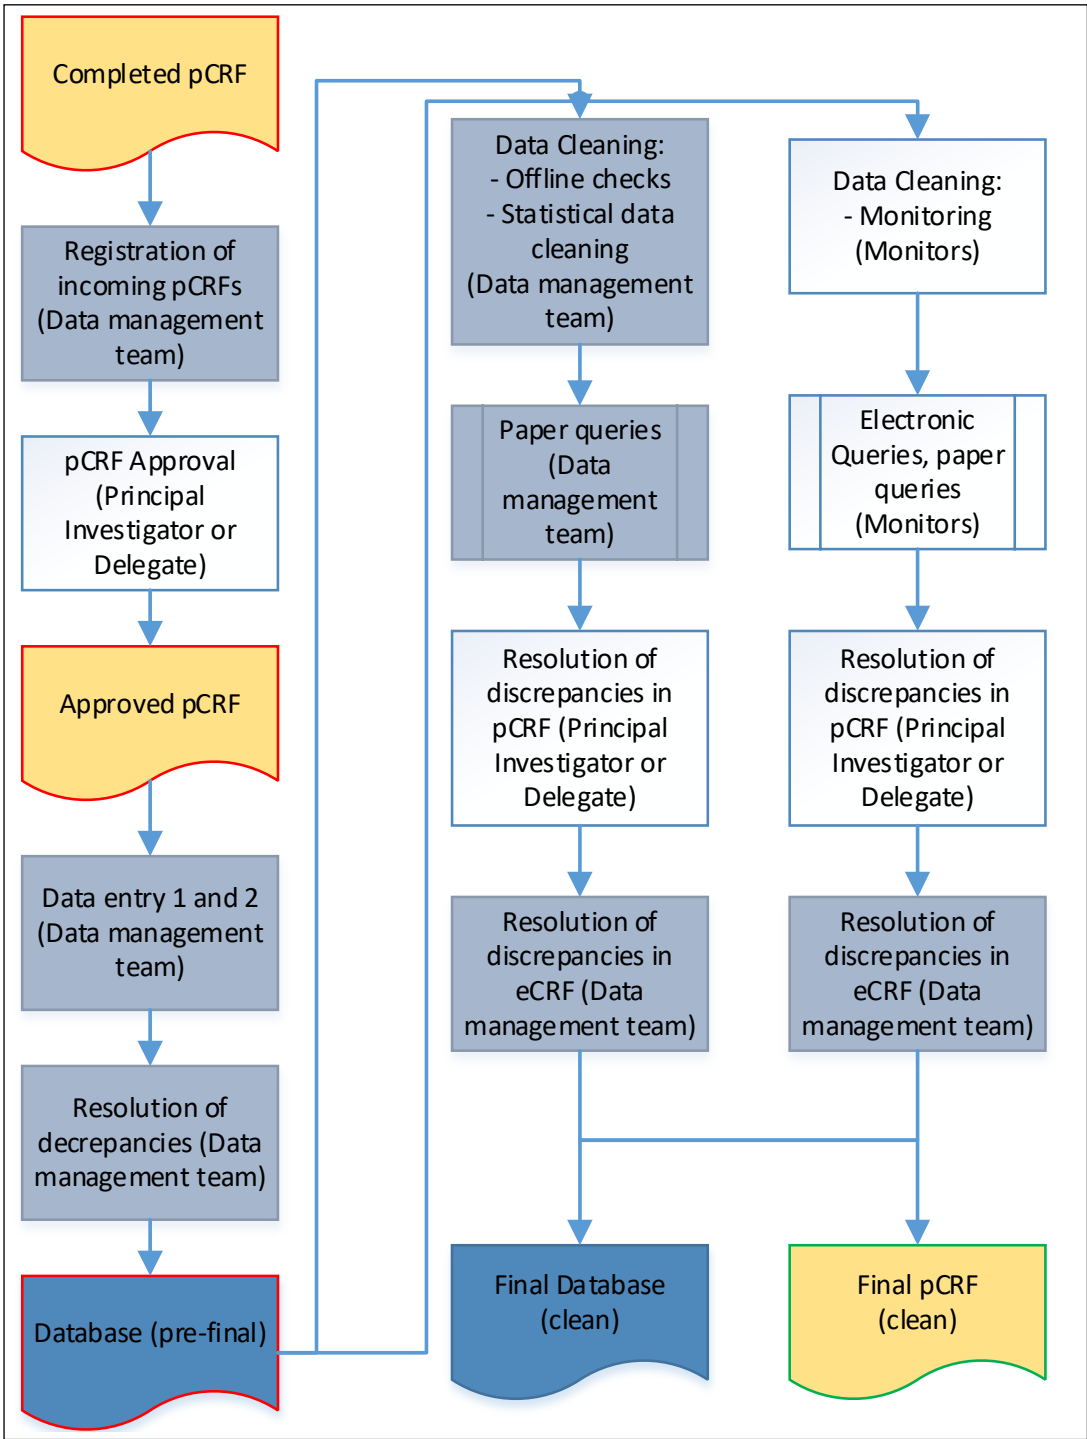 Completed pCRF
Registration of
incoming pCRFs
(Data management
team)
pCRF Approval
(Principal
Investigator or
Delegate)
Approved pCRF
Data entry 1 and 2
(Data management
team)
Resolution of
decrepancies (Data
management team)
Database (pre-final)
Data Cleaning:
- Offline checks
- Statistical data
cleaning
(Data management
team)
Paper queries
(Data
management
team)
Resolution of
discrepancies in
pCRF (Principal
Investigator or
Delegate)
Resolution of
discrepancies in
eCRF (Data
management team)
Final Database
(clean)
Data Cleaning:
- Monitoring
(Monitors)
Electronic
Queries, paper
queries
(Monitors)
Resolution of
discrepancies in
pCRF (Principal
Investigator or
Delegate)
Resolution of
discrepancies in
eCRF (Data
management team)
Final pCRF
(clean)